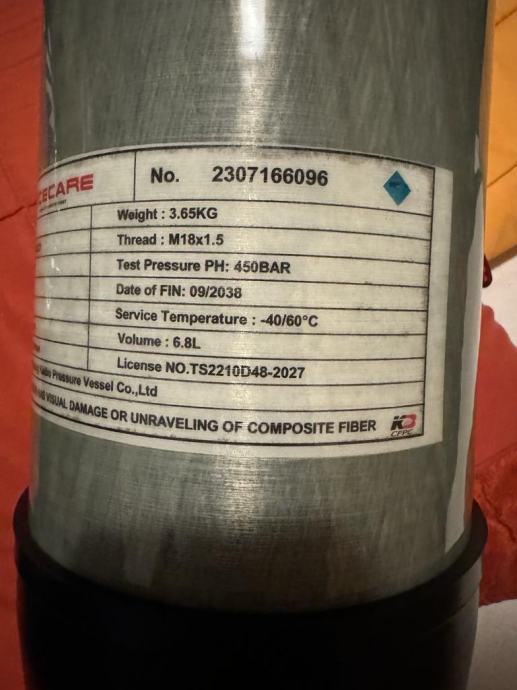 No. 2307166096
Weight : 3.65KG
Thread : M18x1.5
Test Pressure PH: 450BAR
Date of FIN: 09/2038
Service Temperature : -40/60°C
Volume : 6.8L
License NO.TS2210D48-2027
Pressure Vessel Co.,Ltd
VISUAL DAMAGE OR UNRAVELING OF COMPOSITE FIBER
CFPC